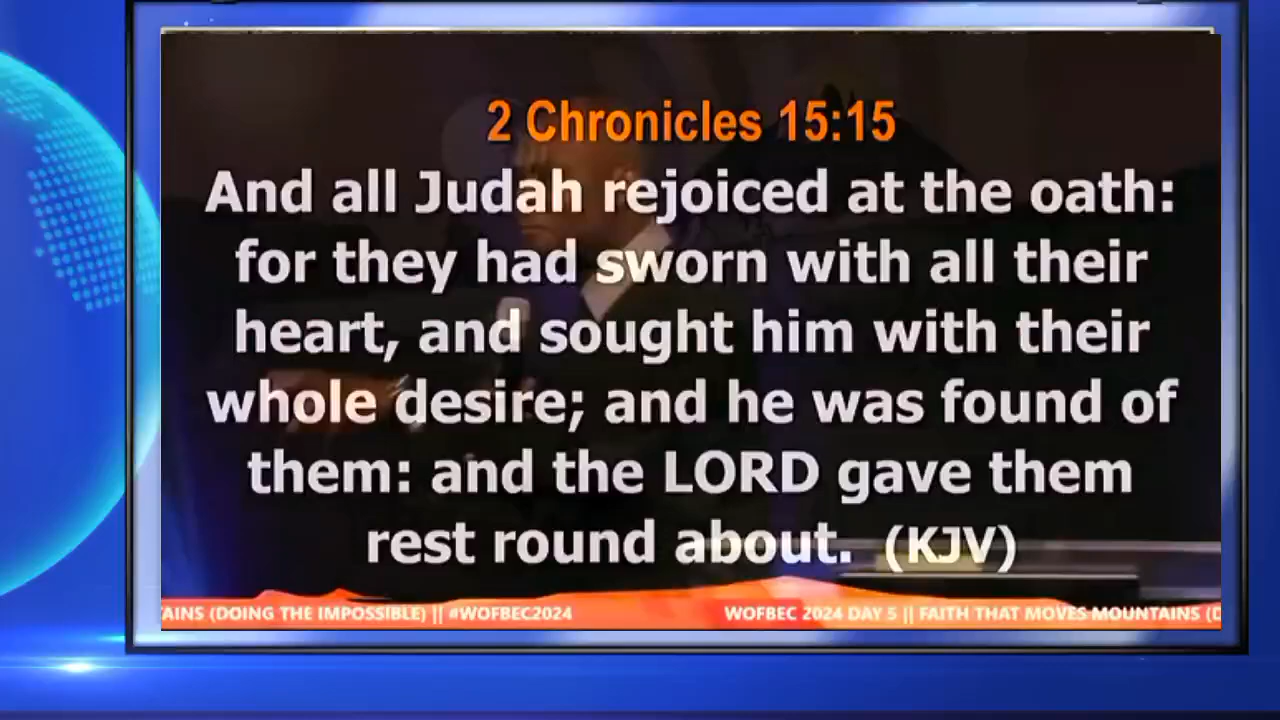 2 Chronicles 15:15
And all Judah rejoiced at the oath:
for they had sworn with all their
heart, and sought him with their
whole desire; and he was found of
them: and the LORD gave them
rest round about. (KJV)
AINS (DOING THE IMPOSSIBLE) || #WOFBEC2024 WOFBEC 2024 DAY 5 || FAITH THAT MOVES MOUNTAINS (D